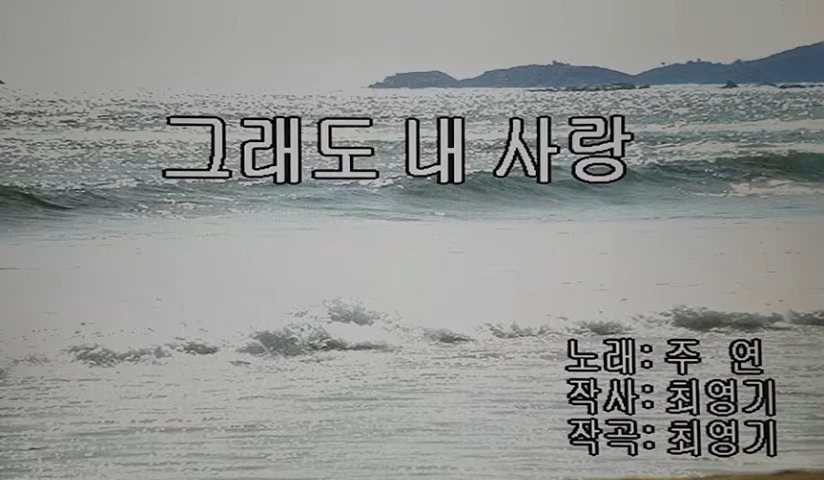 그래도 내 사랑
노래: 주 연
작사: 최영기
작곡: 최영기